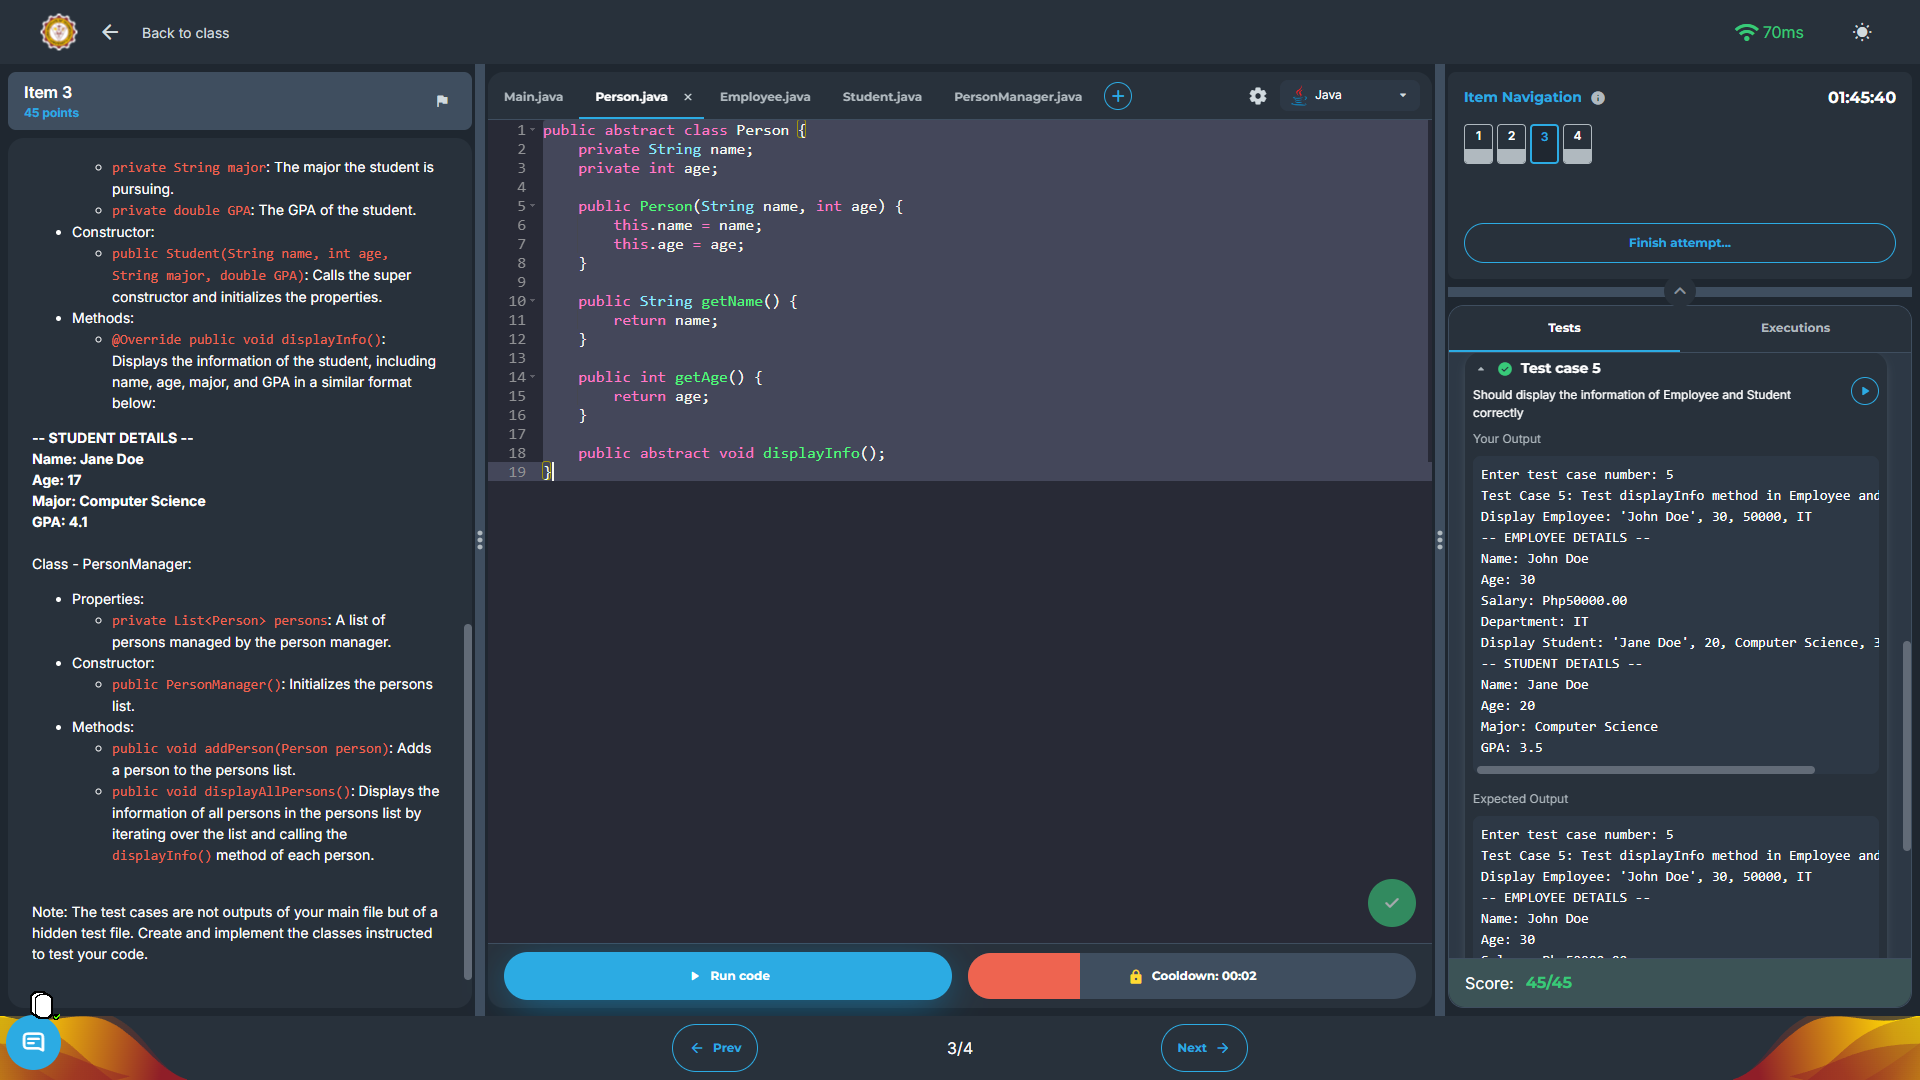 Back to class
70ms
Item 3
45 points
private String major: The major the student is
pursuing.
private double GPA: The GPA of the student.
Constructor:
public Student(String name, int age,
String major, double GPA): Calls the super
constructor and initializes the properties.
Methods:
@Override public void displayInfo():
Displays the information of the student, including
name, age, major, and GPA in a similar format
below:
-- STUDENT DETAILS --
Name: Jane Doe
Age: 17
Major: Computer Science
GPA: 4.1
Class - PersonManager:
Properties:
private List<Person> persons: A list of
persons managed by the person manager.
Constructor:
public PersonManager(): Initializes the persons
list.
Methods:
public void addPerson(Person person): Adds
a person to the persons list.
public void displayAllPersons(): Displays the
information of all persons in the persons list by
iterating over the list and calling the
displayInfo() method of each person.
Note: The test cases are not outputs of your main file but of a
hidden test file. Create and implement the classes instructed
to test your code.
Main.java Person.java × Employee.java Student.java PersonManager.java +
Java
1 public abstract class Person {
2 private String name;
3 private int age;
4
5 public Person(String name, int age) {
6 this.name = name;
7 this.age = age;
8 }
9
10 public String getName() {
11 return name;
12 }
13
14 public int getAge() {
15 return age;
16 }
17
18 public abstract void displayInfo();
19 }
Run code
Cooldown: 00:02
Item Navigation
01:45:40
1 2 3 4
Finish attempt...
Tests Executions
Test case 5
Should display the information of Employee and Student
correctly
Your Output
Enter test case number: 5
Test Case 5: Test displayInfo method in Employee and
Display Employee: 'John Doe', 30, 50000, IT
-- EMPLOYEE DETAILS --
Name: John Doe
Age: 30
Salary: Php50000.00
Department: IT
Display Student: 'Jane Doe', 20, Computer Science, 3
-- STUDENT DETAILS --
Name: Jane Doe
Age: 20
Major: Computer Science
GPA: 3.5
Expected Output
Enter test case number: 5
Test Case 5: Test displayInfo method in Employee and
Display Employee: 'John Doe', 30, 50000, IT
-- EMPLOYEE DETAILS --
Name: John Doe
Age: 30
Score: 45/45
Prev
3/4
Next